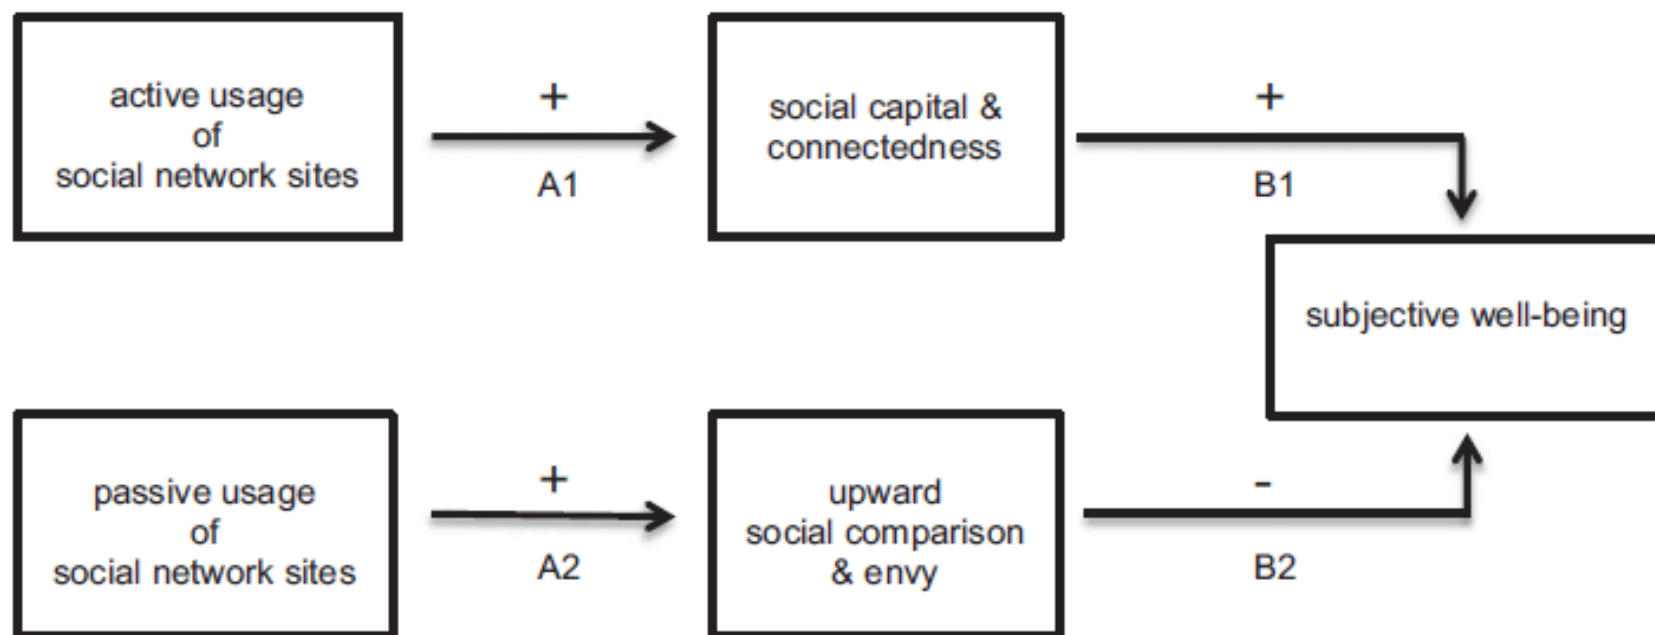 active usage
of
social network sites
+
A1
social capital &
connectedness
+
B1
subjective well-being
passive usage
of
social network sites
+
A2
upward
social comparison
& envy
-
B2